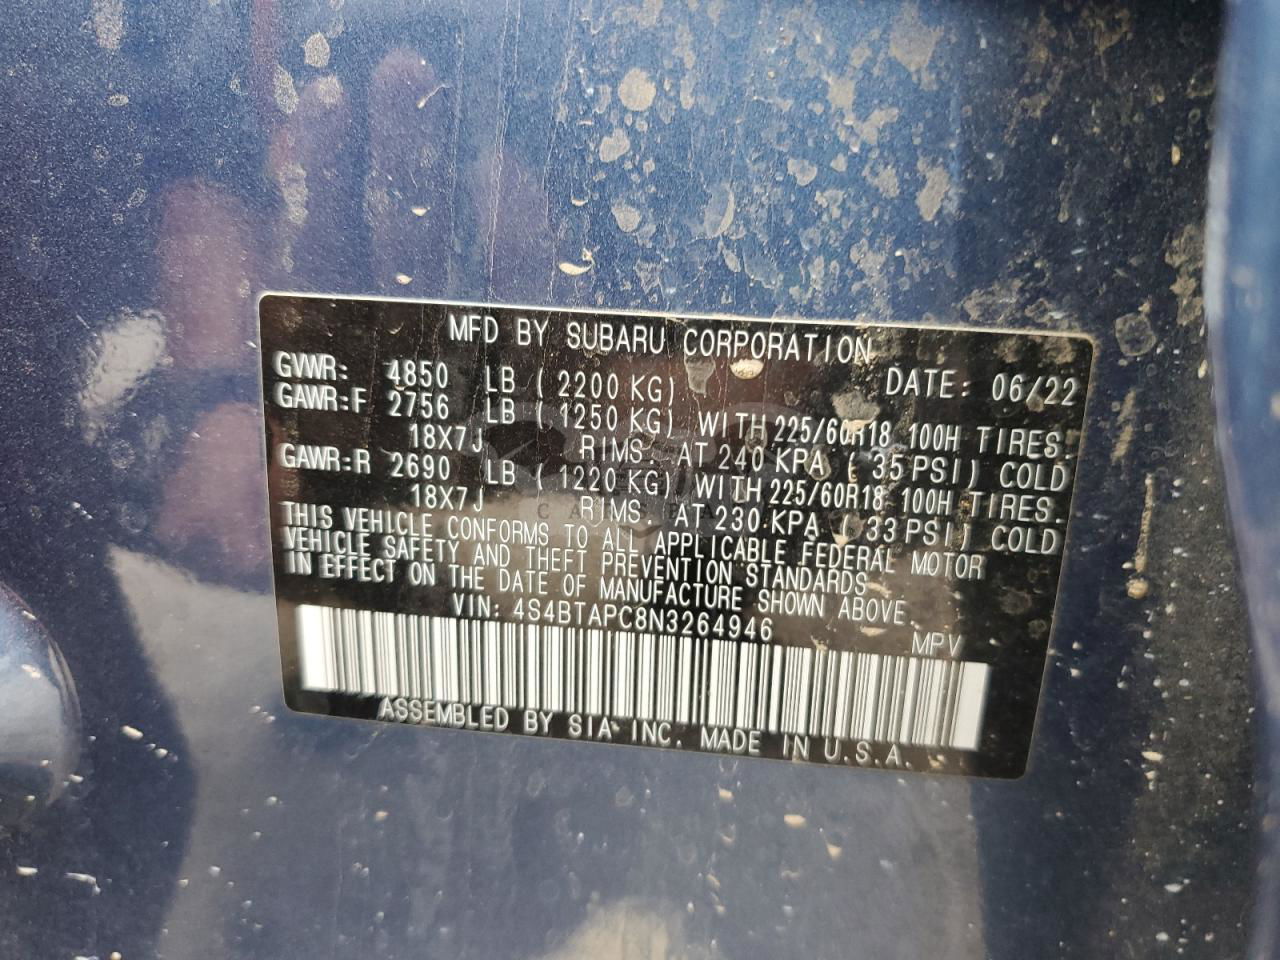 MFD BY SUBARU CORPORATION
GVWR: 4850 LB ( 2200 KG) DATE: 06/22
GAWR:F 2756 LB ( 1250 KG) WITH 225/60R18 100H TIRES.
18X7J RIMS. AT 240 KPA ( 35 PSI) COLD
GAWR:R 2690 LB ( 1220 KG) WITH 225/60R18 100H TIRES.
18X7J RIMS. AT 230 KPA ( 33 PSI) COLD
THIS VEHICLE CONFORMS TO ALL APPLICABLE FEDERAL MOTOR
VEHICLE SAFETY AND THEFT PREVENTION STANDARDS
IN EFFECT ON THE DATE OF MANUFACTURE SHOWN ABOVE.
VIN: 4S4BTAPC8N3264946 MPV
ASSEMBLED BY SIA INC. MADE IN U.S.A.